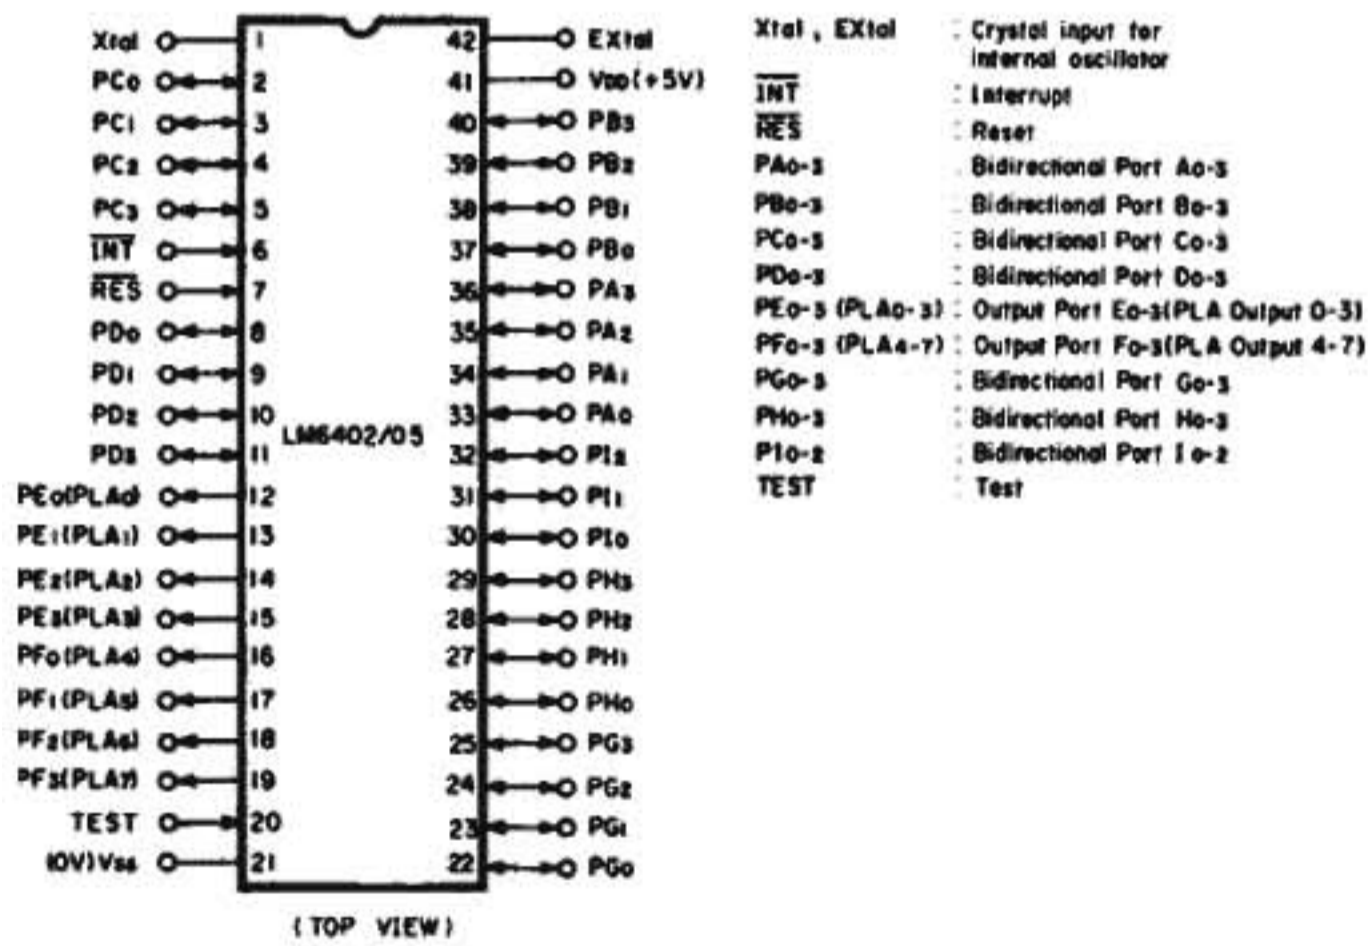 Xtal 1 42 EXtal
PC0 2 41 VDD(+5V)
PC1 3 40 PB3
PC2 4 39 PB2
PC3 5 38 PB1
INT 6 37 PB0
RES 7 36 PA3
PD0 8 35 PA2
PD1 9 34 PA1
PD2 10 33 PA0
LM6402/05
PD3 11 32 PI2
PE0(PLA0) 12 31 PI1
PE1(PLA1) 13 30 PI0
PE2(PLA2) 14 29 PH3
PE3(PLA3) 15 28 PH2
PF0(PLA4) 16 27 PH1
PF1(PLA5) 17 26 PH0
PF2(PLA6) 18 25 PG3
PF3(PLA7) 19 24 PG2
TEST 20 23 PG1
(0V)VSS 21 22 PG0
(TOP VIEW)
Xtal , EXtal : Crystal input for
internal oscillator
INT : Interrupt
RES : Reset
PA0-3 : Bidirectional Port A0-3
PB0-3 : Bidirectional Port B0-3
PC0-3 : Bidirectional Port C0-3
PD0-3 : Bidirectional Port D0-3
PE0-3 (PLA0-3) : Output Port E0-3(PLA Output 0-3)
PF0-3 (PLA4-7) : Output Port F0-3(PLA Output 4-7)
PG0-3 : Bidirectional Port G0-3
PH0-3 : Bidirectional Port H0-3
PI0-2 : Bidirectional Port I0-2
TEST : Test